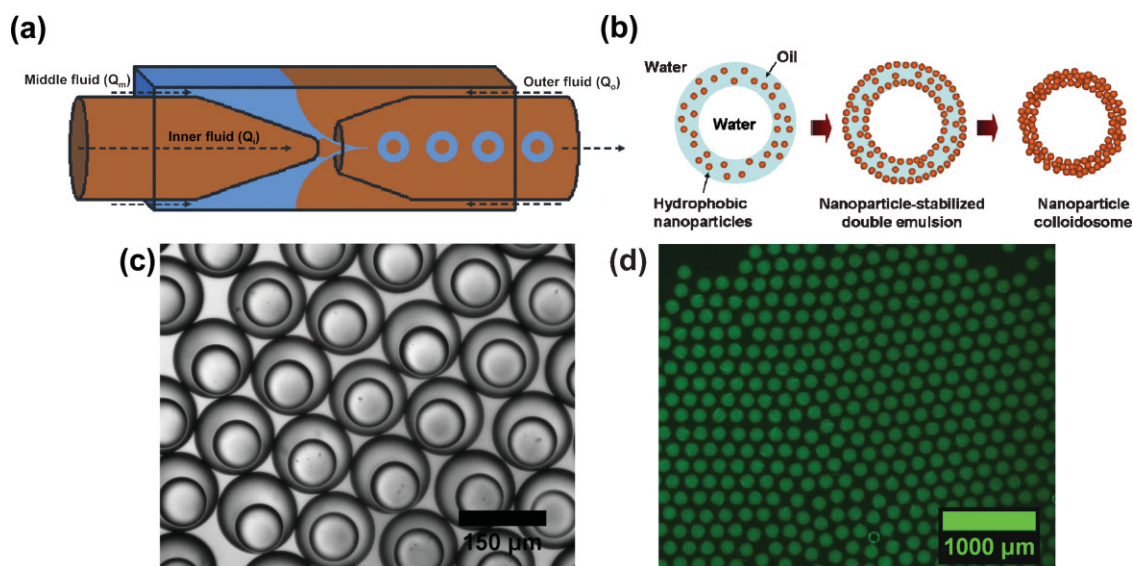 (a)
Middle fluid (Qm)
Outer fluid (Qo)
Inner fluid (Qi)
(b)
Water
Oil
Water
Hydrophobic
nanoparticles
Nanoparticle-stabilized
double emulsion
Nanoparticle
colloidosome
(c)
150 μm
(d)
1000 μm